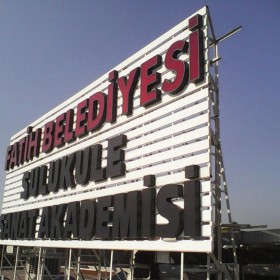 FATİH BELEDİYESİ
SULUKULE
SANAT AKADEMİSİ